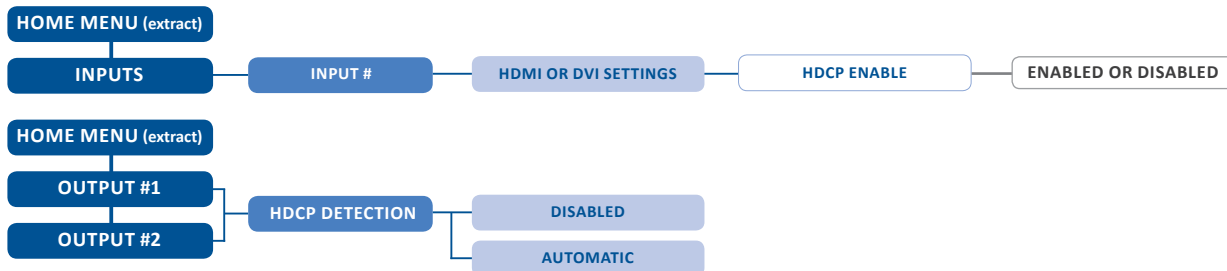 HOME MENU (extract)
INPUTS
INPUT #
HDMI OR DVI SETTINGS
HDCP ENABLE
ENABLED OR DISABLED
HOME MENU (extract)
OUTPUT #1
OUTPUT #2
HDCP DETECTION
DISABLED
AUTOMATIC